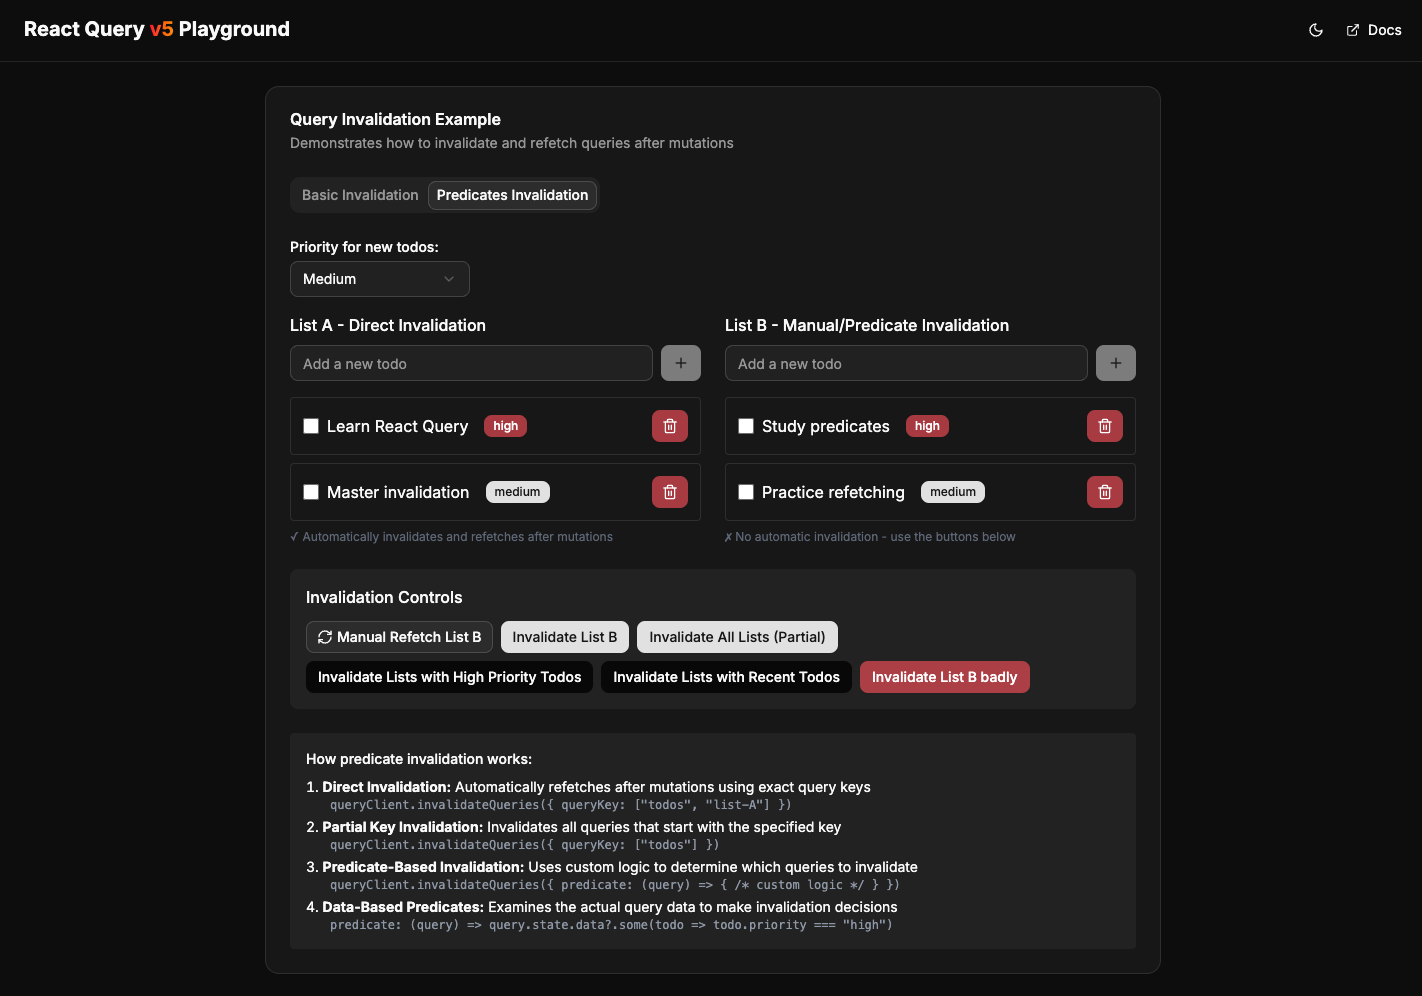 React Query v5 Playground
Docs
Query Invalidation Example
Demonstrates how to invalidate and refetch queries after mutations
Basic Invalidation
Predicates Invalidation
Priority for new todos:
Medium
List A - Direct Invalidation
Add a new todo
Learn React Query high
Master invalidation medium
✓ Automatically invalidates and refetches after mutations
List B - Manual/Predicate Invalidation
Add a new todo
Study predicates high
Practice refetching medium
✗ No automatic invalidation - use the buttons below
Invalidation Controls
Manual Refetch List B
Invalidate List B
Invalidate All Lists (Partial)
Invalidate Lists with High Priority Todos
Invalidate Lists with Recent Todos
Invalidate List B badly
How predicate invalidation works:
1. Direct Invalidation: Automatically refetches after mutations using exact query keys
queryClient.invalidateQueries({ queryKey: ["todos", "list-A"] })
2. Partial Key Invalidation: Invalidates all queries that start with the specified key
queryClient.invalidateQueries({ queryKey: ["todos"] })
3. Predicate-Based Invalidation: Uses custom logic to determine which queries to invalidate
queryClient.invalidateQueries({ predicate: (query) => { /* custom logic */ } })
4. Data-Based Predicates: Examines the actual query data to make invalidation decisions
predicate: (query) => query.state.data?.some(todo => todo.priority === "high")